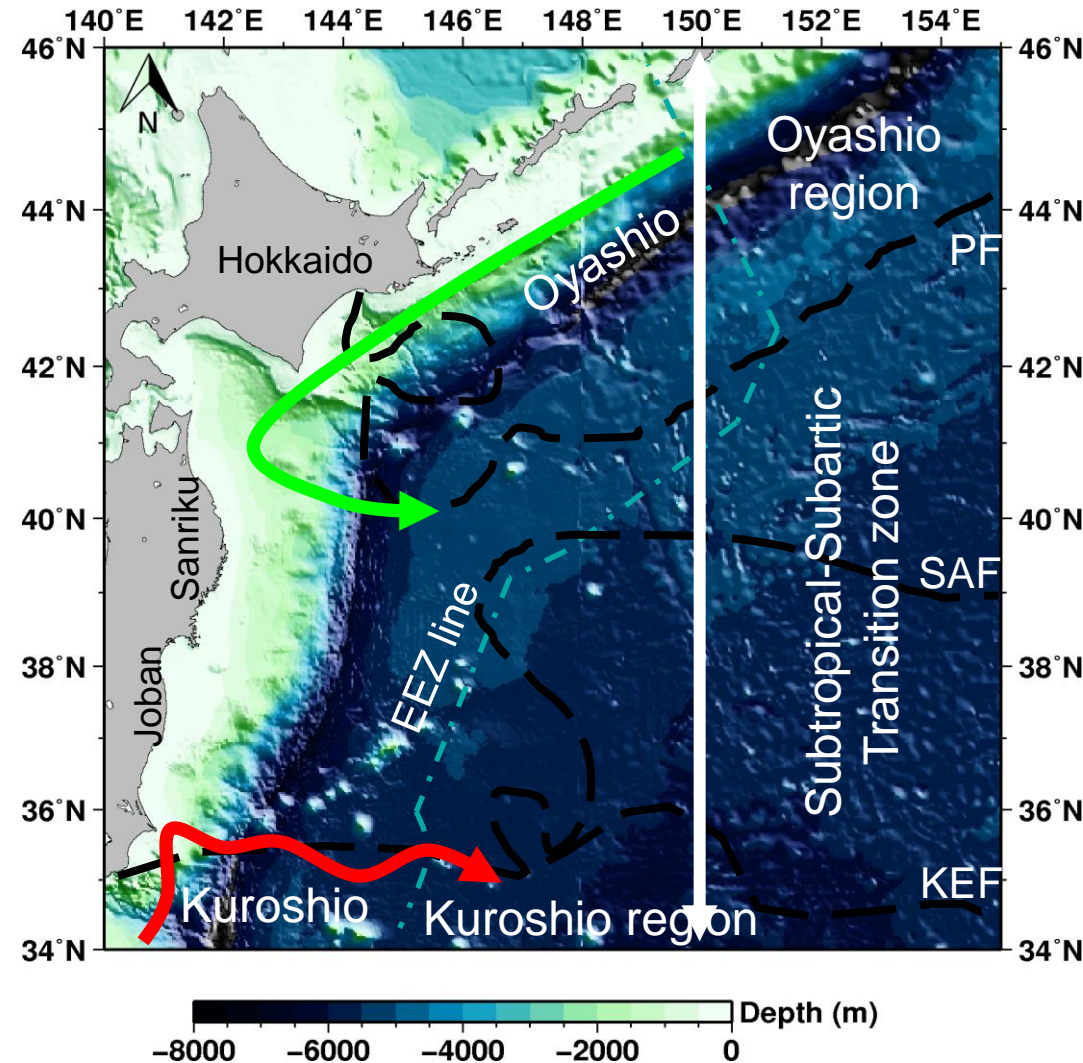 140˚E 142˚E 144˚E 146˚E 148˚E 150˚E 152˚E 154˚E
46˚N 46˚N
N
Oyashio
region
44˚N 44˚N
Hokkaido
Oyashio
PF
42˚N 42˚N
Sanriku
40˚N 40˚N
Subtropical-Subartic
Transition zone
SAF
EEZ line
38˚N 38˚N
Joban
36˚N 36˚N
KEF
Kuroshio
Kuroshio region
34˚N 34˚N
Depth (m)
−8000 −6000 −4000 −2000 0